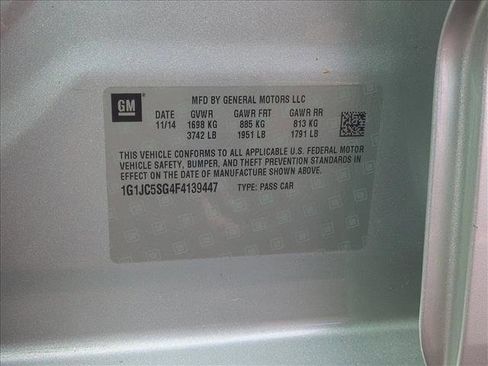 GM
MFD BY GENERAL MOTORS LLC
DATE GVWR GAWR FRT GAWR RR
11/14 1698 KG 885 KG 813 KG
3742 LB 1951 LB 1791 LB
THIS VEHICLE CONFORMS TO ALL APPLICABLE U.S. FEDERAL MOTOR
VEHICLE SAFETY, BUMPER, AND THEFT PREVENTION STANDARDS IN
EFFECT ON THE DATE OF MANUFACTURE SHOWN ABOVE.
1G1JC5SG4F4139447 TYPE: PASS CAR